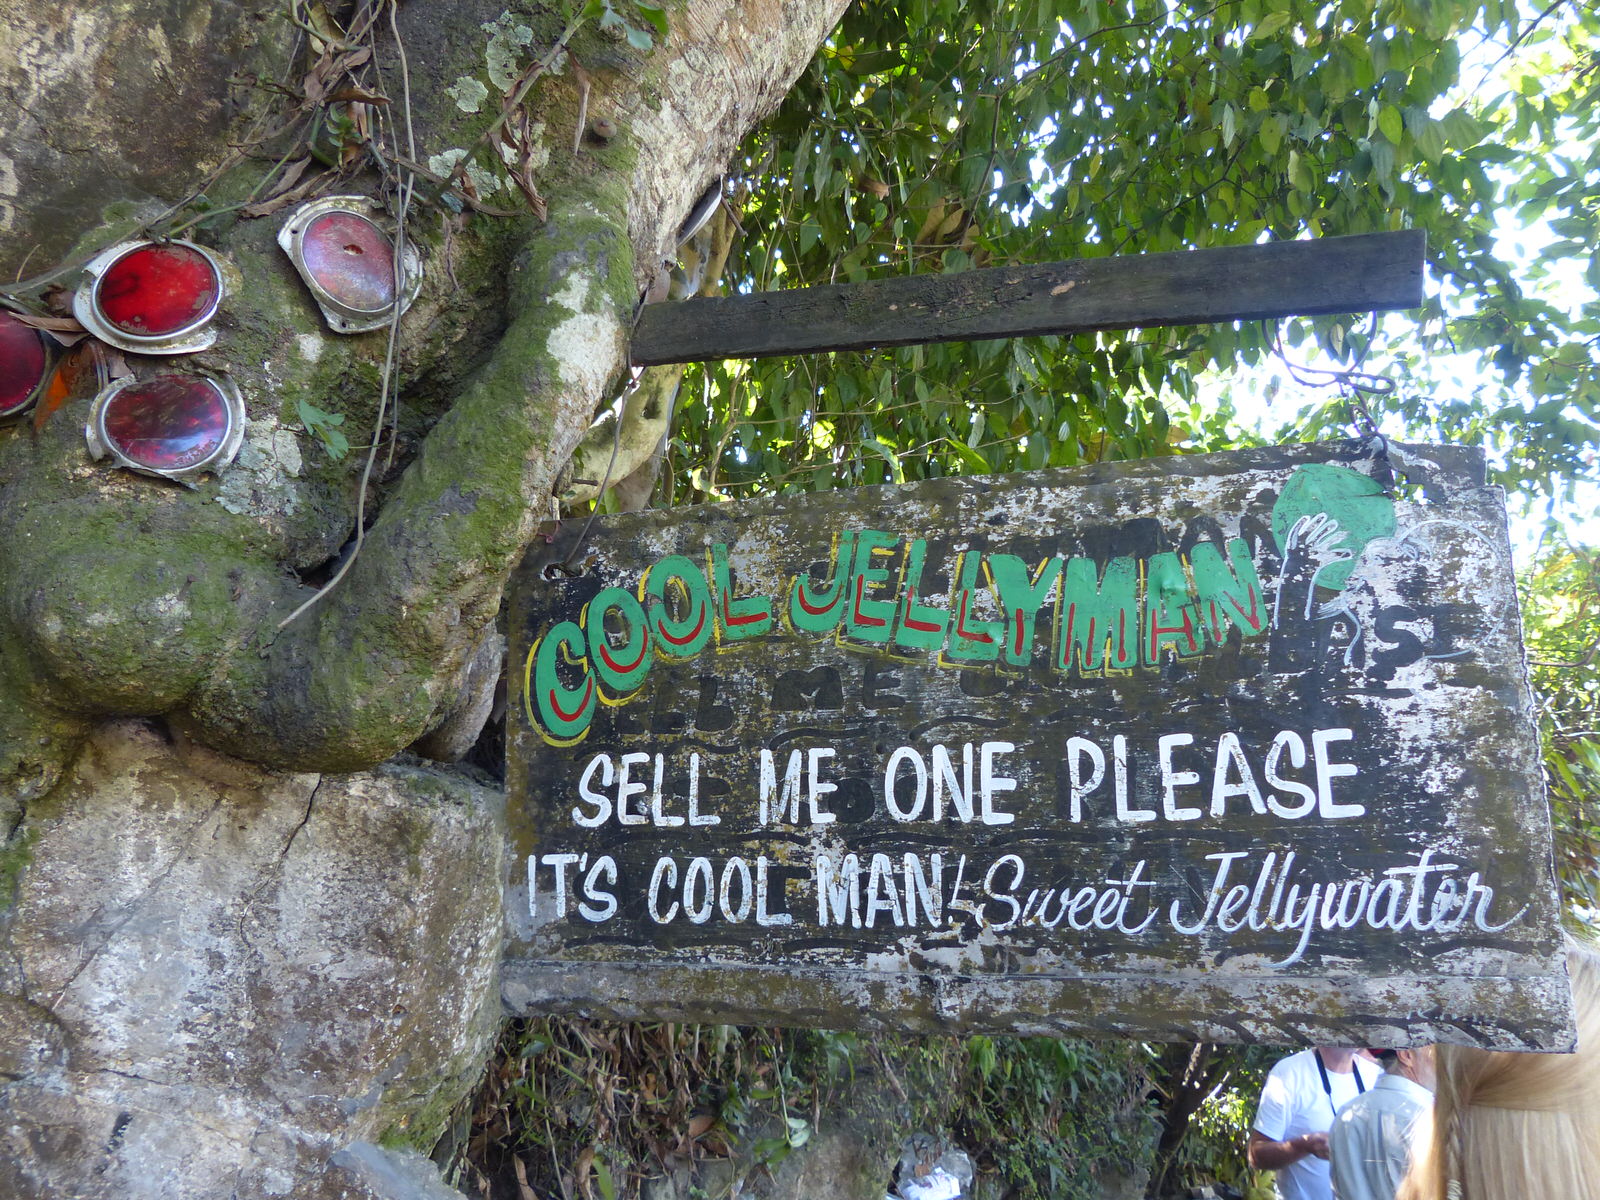 COOL JELLYMAN
SELL ME ONE PLEASE
IT'S COOL MAN! Sweet Jellywater